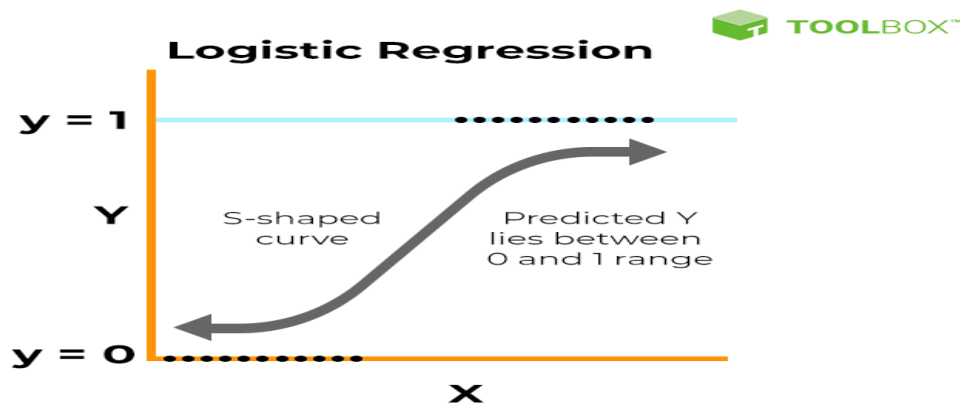 TOOLBOX™
Logistic Regression
y = 1
Y
S-shaped
curve
Predicted Y
lies between
0 and 1 range
y = 0
X